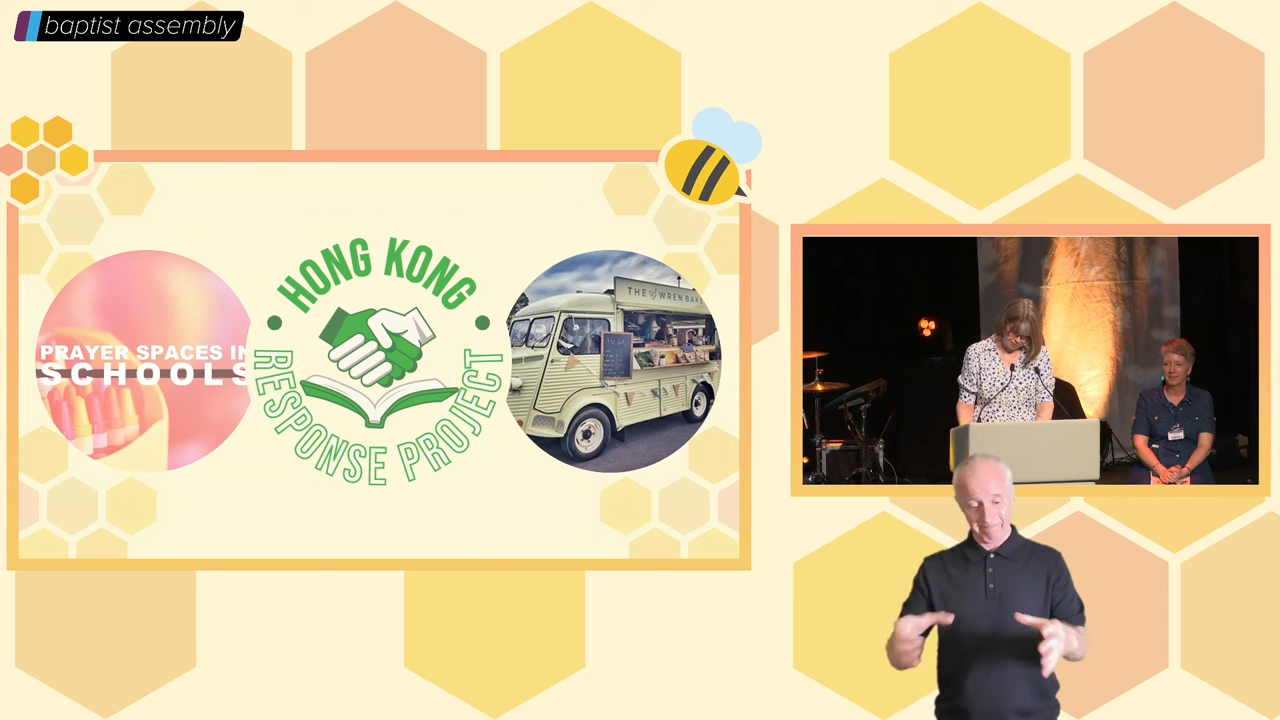 baptist assembly
PRAYER SPACES IN
SCHOOLS
HONG KONG
RESPONSE PROJECT
THE WREN BAKE